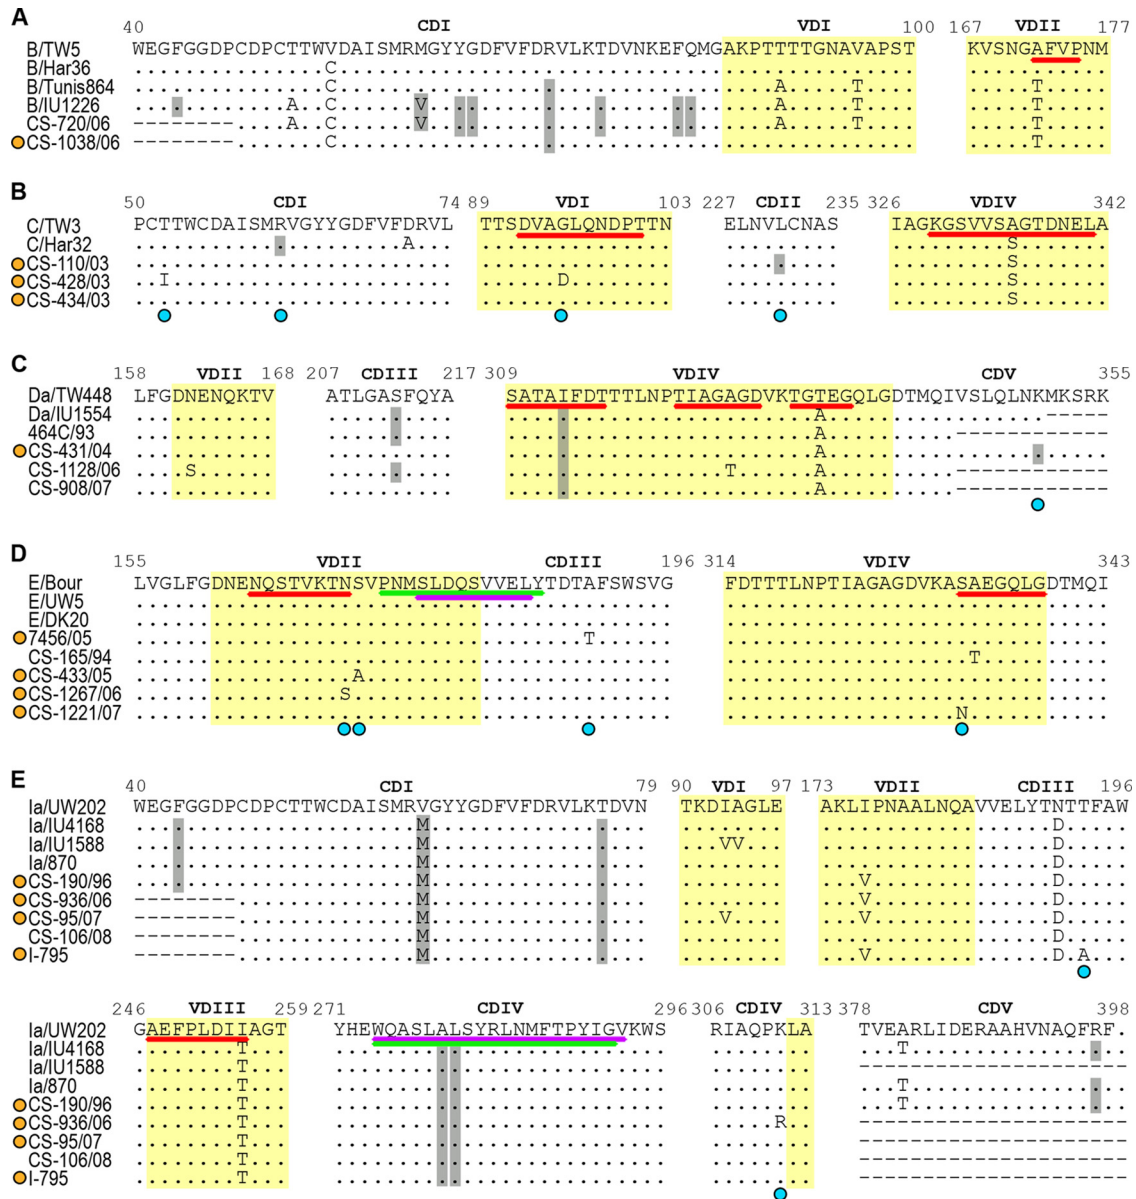 A
40 CDI VDI 100 167 VDII 177
B/TW5 WEGFGGDPCDPCTTWVDAISMRMGYYGDFVFDRVLKTDVNKEFQMGAKPTTTTGNAVAPST KVSNGAFVPNM
B/Har36 C
B/Tunis864 A T T
B/IU1226 A C V A T T
CS-720/06 -------- A C V A T T
CS-1038/06 -------- C T
B
50 CDI 74 89 VDI 103 227 CDII 235 326 VDIV 342
C/TW3 PCTTWCDAISMRVGYYGDFVFDRVL TTSDVAGLQNDPTTN ELNVLCNAS IAGKGSVVSAGTDNELA
C/Har32 A S
CS-110/03 S
CS-428/03 I D S
CS-434/03 S
C
158 VDII 168 207 CDIII 217 309 VDIV CDV 355
Da/TW448 LFGDNENQKTV ATLGASFQYA SATAIFDTTTLNPTIAGAGDVKTGTEGQLGDTMQIVSLQLNKMKSRK
Da/IU1554 A -----
464C/93 A ------------
CS-431/04 A
CS-1128/06 S T A ------------
CS-908/07 A ------------
D
155 VDII CDIII 196 314 VDIV 343
E/Bour LVGLFGDNENQSTVKTNSVPNMSLDQSVVELYTDTAFSWSVG FDTTTLNPTIAGAGDVKASAEGQLGDTMQI
E/UW5
E/DK20
7456/05 T
CS-165/94 T
CS-433/05 A
CS-1267/06 S
CS-1221/07 N
E
40 CDI 79 90 VDI 97 173 VDII CDIII 196
Ia/UW202 WEGFGGDPCDPCTTWCDAISMRVGYYGDFVFDRVLKTDVN TKDIAGLE AKLIPNAALNQAVVELYTNTTFAW
Ia/IU4168 M D
Ia/IU1588 M VV D
Ia/870 M D
CS-190/96 M V D
CS-936/06 -------- M V D
CS-95/07 -------- M V V D
CS-106/08 -------- M D
I-795 -------- M V D A
246 VDIII 259 271 CDIV 296 306 CDIV 313 378 CDV 398
Ia/UW202 GAEFPLDIIAGT YHEWQASLALSYRLNMFTPYIGVKWS RIAQPKLA TVEARLIDERAAHVNAQFRF.
Ia/IU4168 T T
Ia/IU1588 T ---------------------
Ia/870 T T
CS-190/96 T T
CS-936/06 T R ---------------------
CS-95/07 T ---------------------
CS-106/08 T ---------------------
I-795 T ---------------------